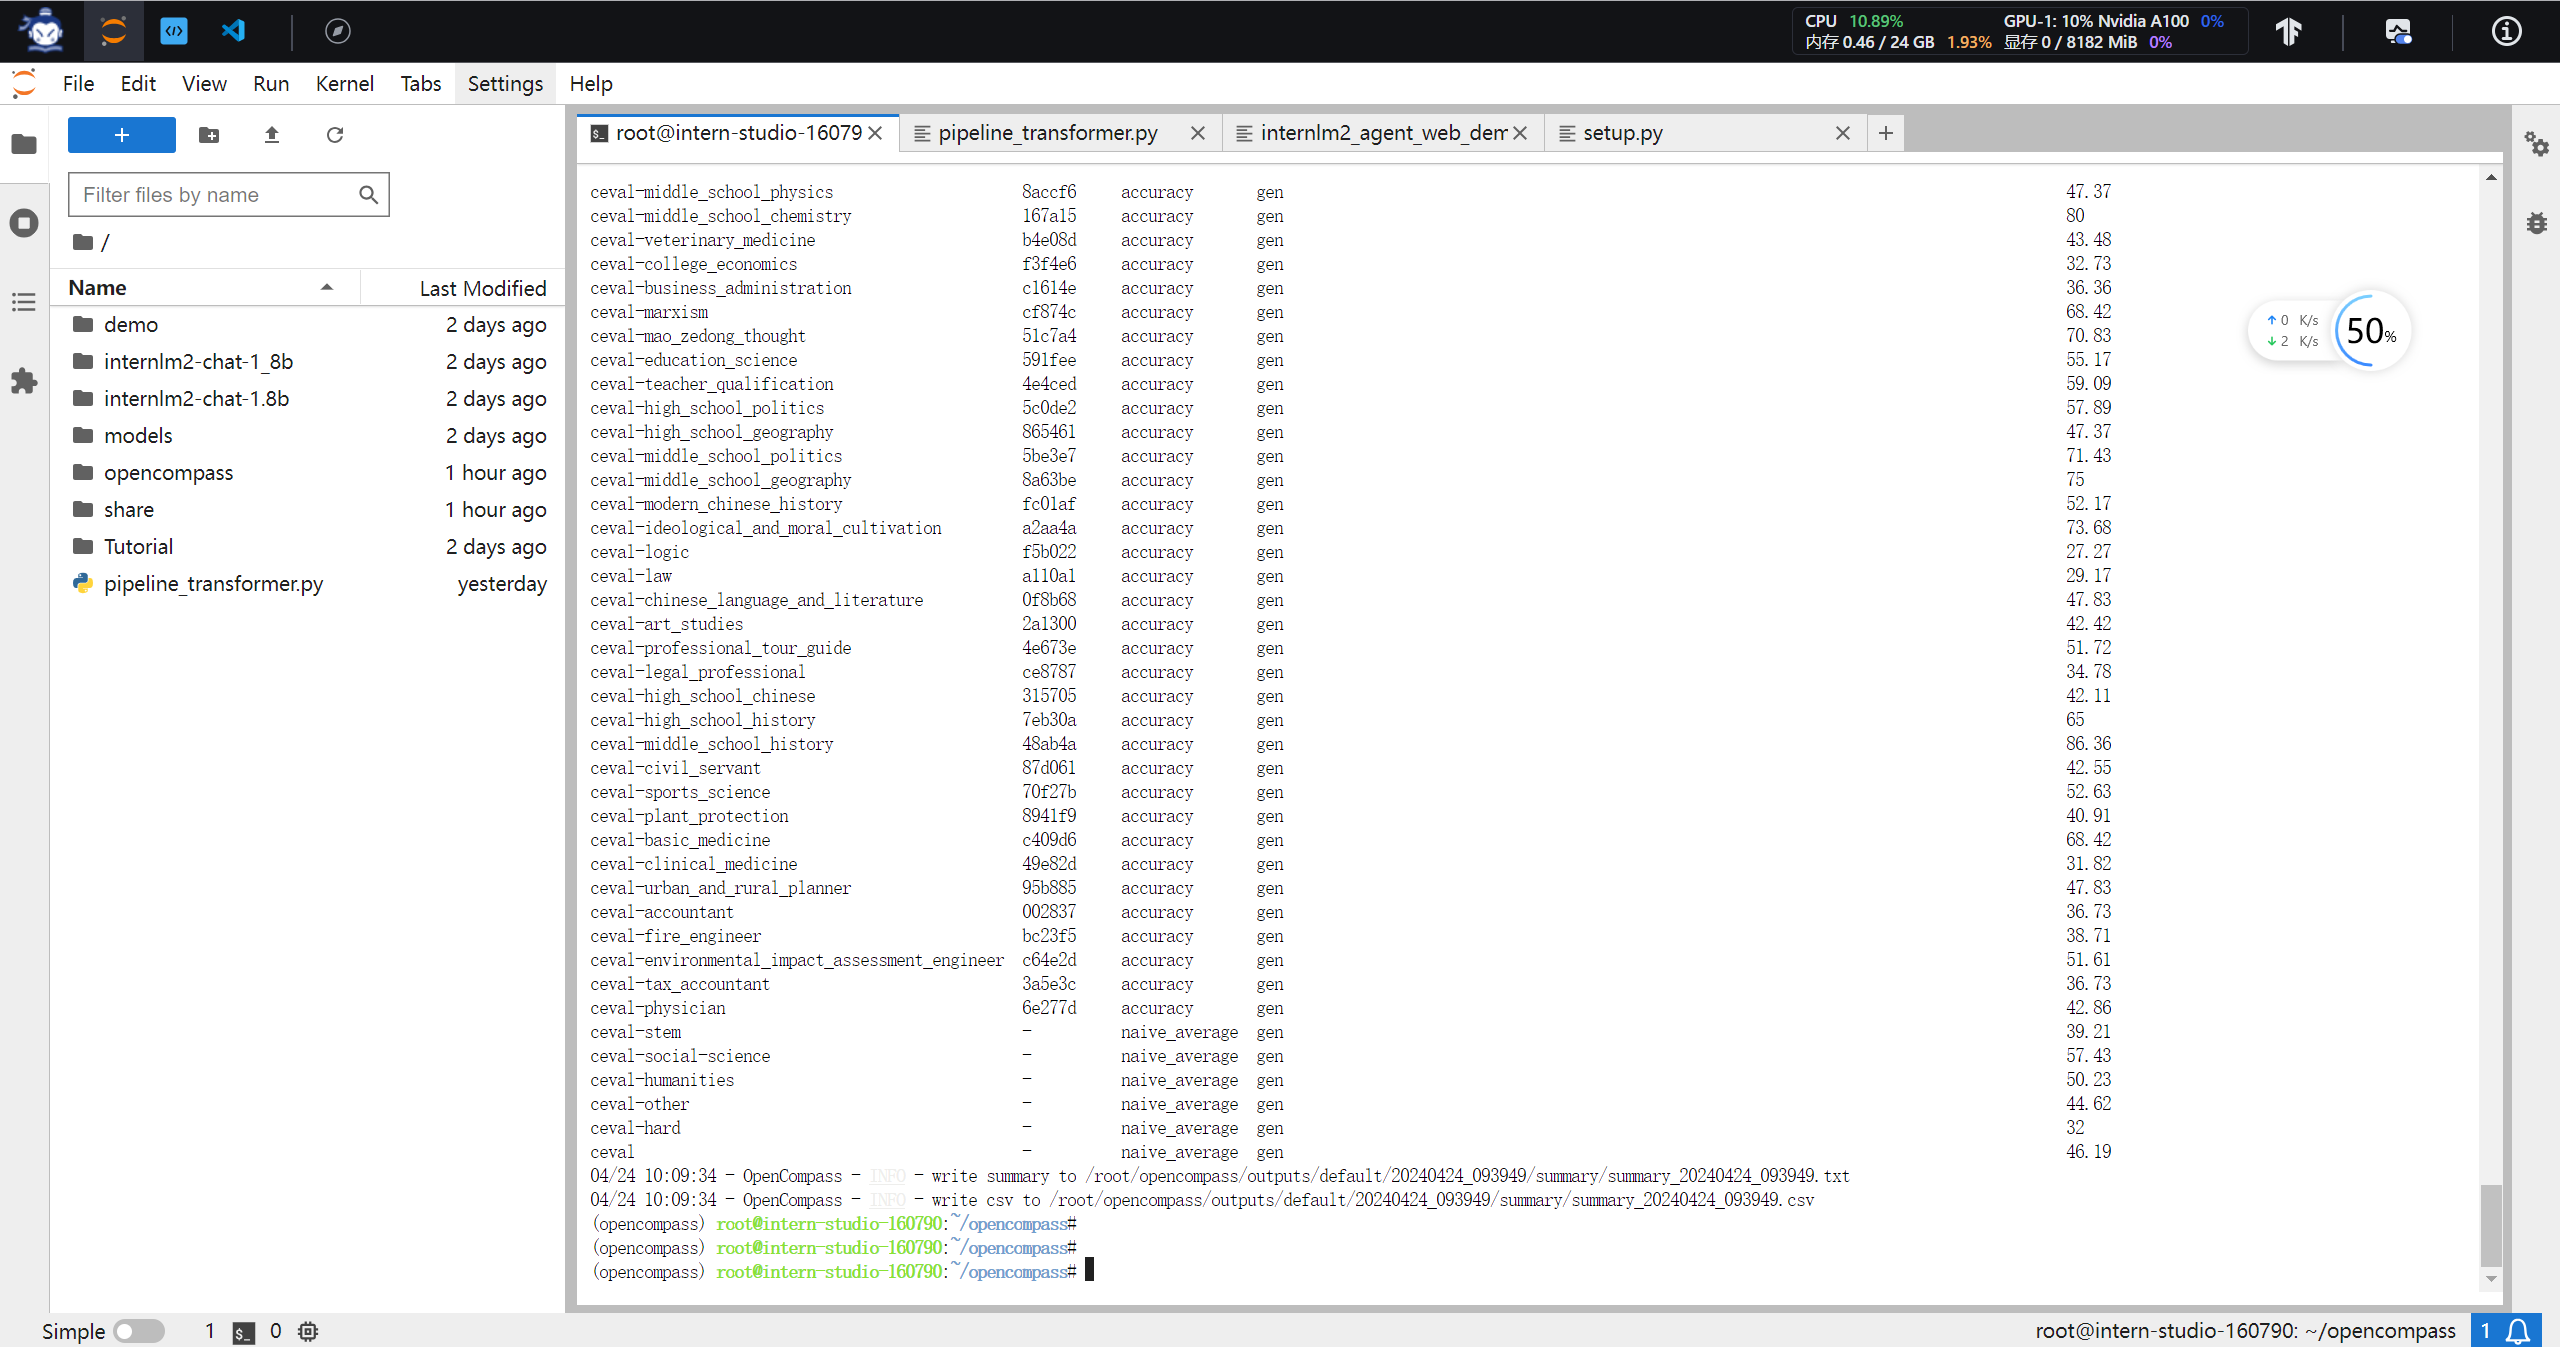 CPU 10.89% GPU-1: 10% Nvidia A100 0%
内存 0.46 / 24 GB 1.93% 显存 0 / 8182 MiB 0%
File Edit View Run Kernel Tabs Settings Help
root@intern-studio-16079 pipeline_transformer.py internlm2_agent_web_dem setup.py
Filter files by name
/
Name Last Modified
demo 2 days ago
internlm2-chat-1_8b 2 days ago
internlm2-chat-1.8b 2 days ago
models 2 days ago
opencompass 1 hour ago
share 1 hour ago
Tutorial 2 days ago
pipeline_transformer.py yesterday
ceval-middle_school_physics 8accf6 accuracy gen 47.37
ceval-middle_school_chemistry 167a15 accuracy gen 80
ceval-veterinary_medicine b4e08d accuracy gen 43.48
ceval-college_economics f3f4e6 accuracy gen 32.73
ceval-business_administration c1614e accuracy gen 36.36
ceval-marxism cf874c accuracy gen 68.42
ceval-mao_zedong_thought 51c7a4 accuracy gen 70.83
ceval-education_science 591fee accuracy gen 55.17
ceval-teacher_qualification 4e4ced accuracy gen 59.09
ceval-high_school_politics 5c0de2 accuracy gen 57.89
ceval-high_school_geography 865461 accuracy gen 47.37
ceval-middle_school_politics 5be3e7 accuracy gen 71.43
ceval-middle_school_geography 8a63be accuracy gen 75
ceval-modern_chinese_history fc01af accuracy gen 52.17
ceval-ideological_and_moral_cultivation a2aa4a accuracy gen 73.68
ceval-logic f5b022 accuracy gen 27.27
ceval-law a110a1 accuracy gen 29.17
ceval-chinese_language_and_literature 0f8b68 accuracy gen 47.83
ceval-art_studies 2a1300 accuracy gen 42.42
ceval-professional_tour_guide 4e673e accuracy gen 51.72
ceval-legal_professional ce8787 accuracy gen 34.78
ceval-high_school_chinese 315705 accuracy gen 42.11
ceval-high_school_history 7eb30a accuracy gen 65
ceval-middle_school_history 48ab4a accuracy gen 86.36
ceval-civil_servant 87d061 accuracy gen 42.55
ceval-sports_science 70f27b accuracy gen 52.63
ceval-plant_protection 8941f9 accuracy gen 40.91
ceval-basic_medicine c409d6 accuracy gen 68.42
ceval-clinical_medicine 49e82d accuracy gen 31.82
ceval-urban_and_rural_planner 95b885 accuracy gen 47.83
ceval-accountant 002837 accuracy gen 36.73
ceval-fire_engineer bc23f5 accuracy gen 38.71
ceval-environmental_impact_assessment_engineer c64e2d accuracy gen 51.61
ceval-tax_accountant 3a5e3c accuracy gen 36.73
ceval-physician 6e277d accuracy gen 42.86
ceval-stem - naive_average gen 39.21
ceval-social-science - naive_average gen 57.43
ceval-humanities - naive_average gen 50.23
ceval-other - naive_average gen 44.62
ceval-hard - naive_average gen 32
ceval - naive_average gen 46.19
04/24 10:09:34 - OpenCompass - INFO - write summary to /root/opencompass/outputs/default/20240424_093949/summary/summary_20240424_093949.txt
04/24 10:09:34 - OpenCompass - INFO - write csv to /root/opencompass/outputs/default/20240424_093949/summary/summary_20240424_093949.csv
(opencompass) root@intern-studio-160790:~/opencompass#
(opencompass) root@intern-studio-160790:~/opencompass#
(opencompass) root@intern-studio-160790:~/opencompass#
0 K/s
2 K/s
50%
Simple 1 0 root@intern-studio-160790: ~/opencompass 1